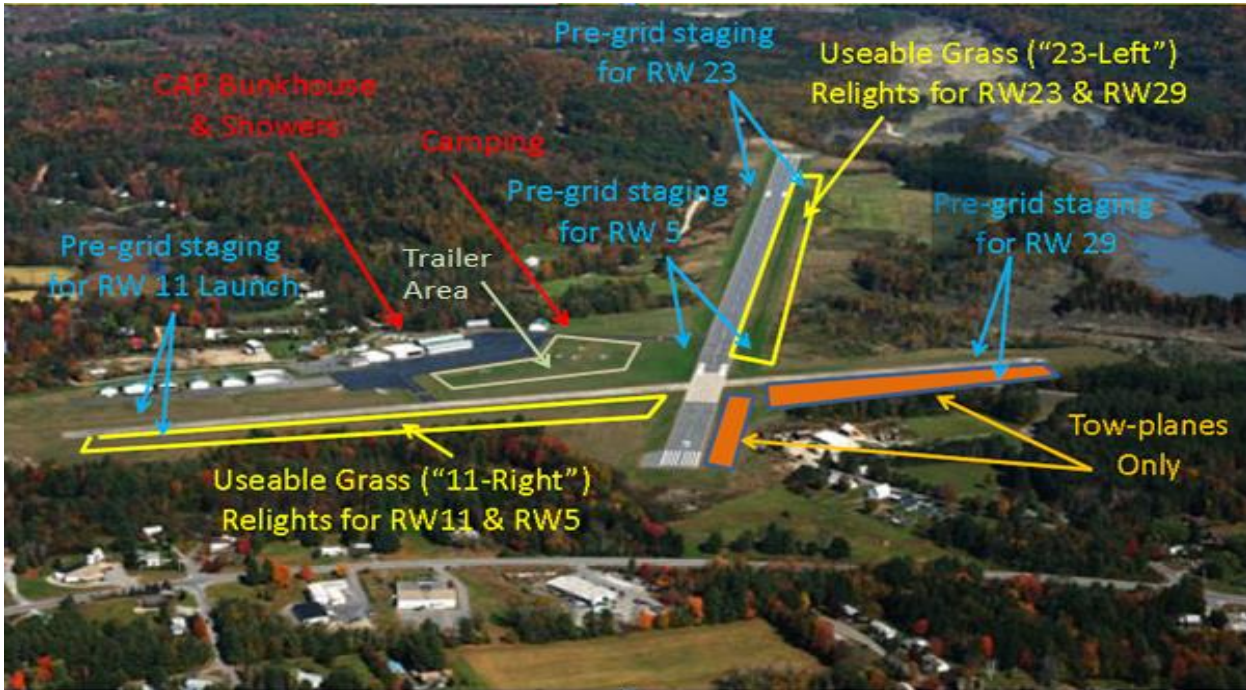 Pre-grid staging
for RW 23
Useable Grass (“23-Left”)
Relights for RW23 & RW29
CAP Bunkhouse
& Showers
Camping
Pre-grid staging
for RW 5
Pre-grid staging
for RW 29
Pre-grid staging
for RW 11 Launch
Trailer
Area
Tow-planes
Only
Useable Grass (“11-Right”)
Relights for RW11 & RW5